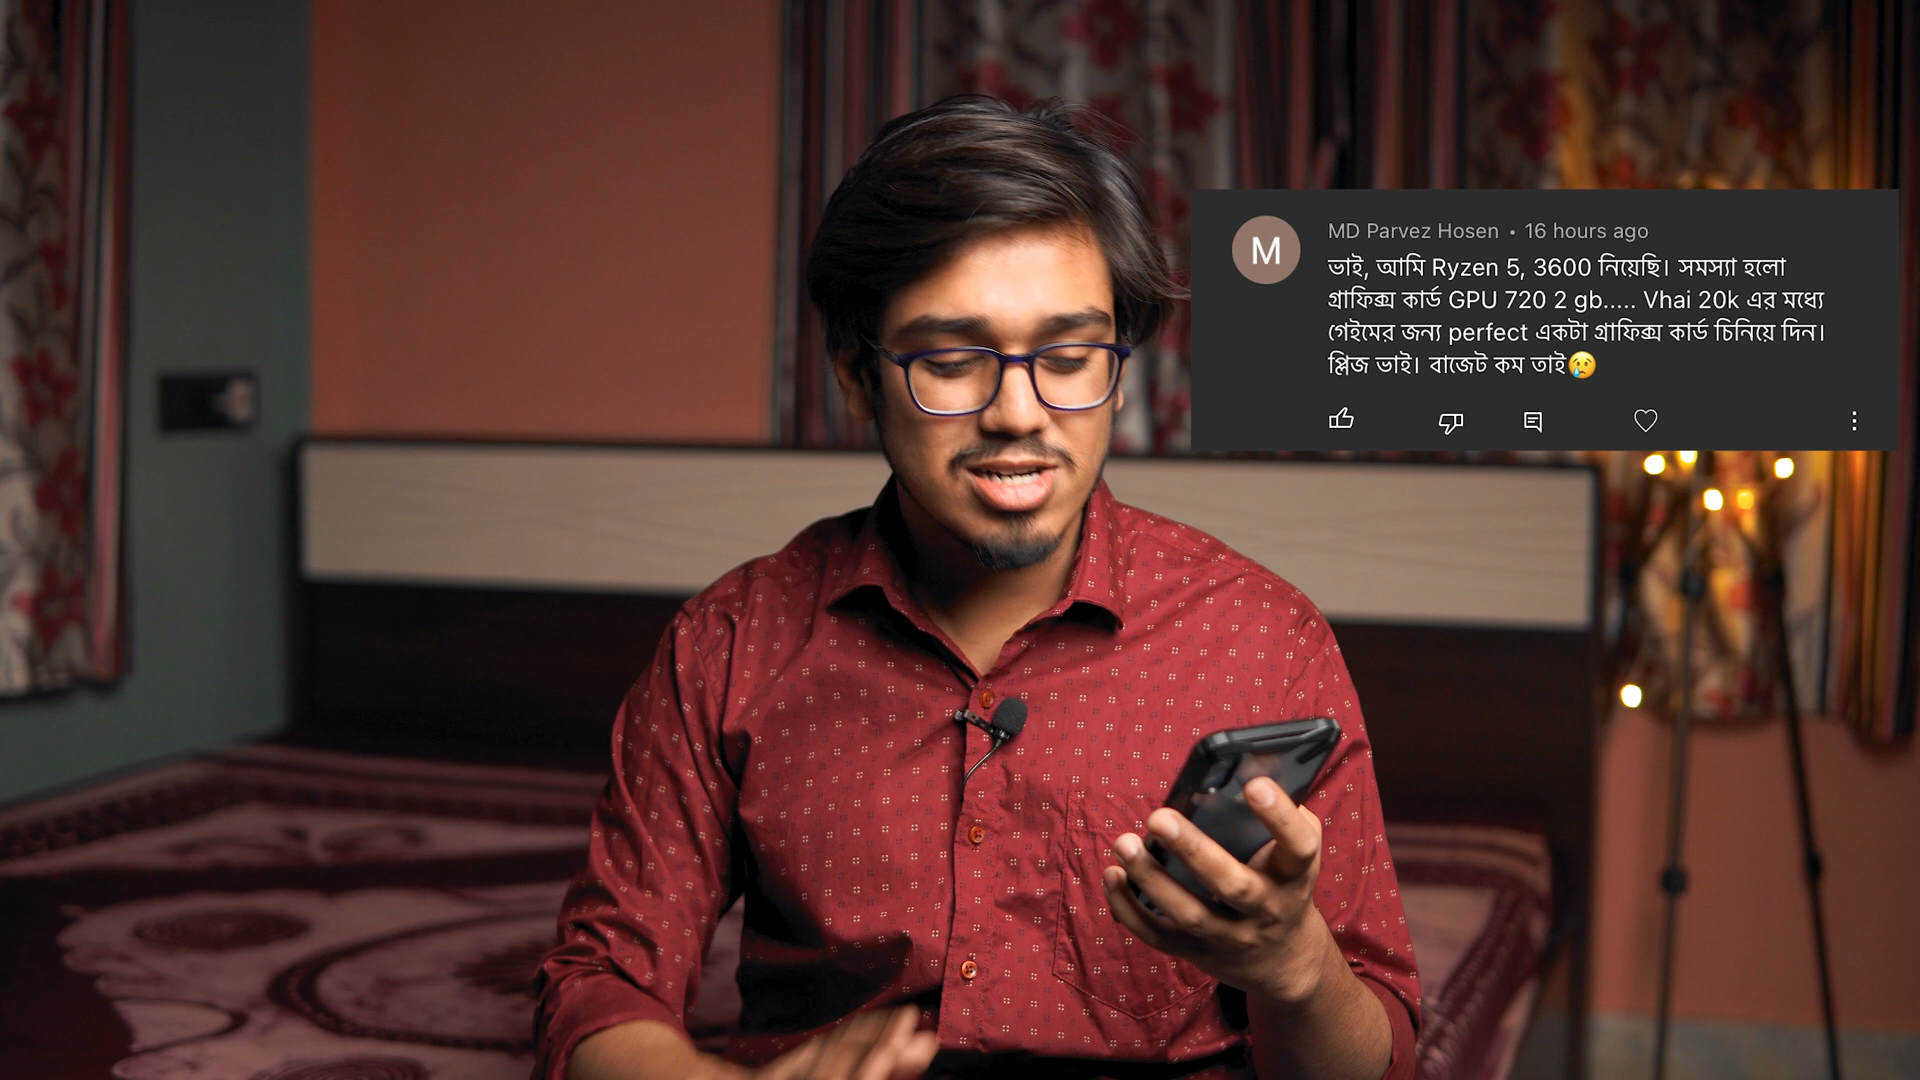 M
MD Parvez Hosen • 16 hours ago
ভাই, আমি Ryzen 5, 3600 নিয়েছি। সমস্যা হলো
গ্রাফিক্স কার্ড GPU 720 2 gb..... Vhai 20k এর মধ্যে
গেইমের জন্য perfect একটা গ্রাফিক্স কার্ড চিনিয়ে দিন।
প্লিজ ভাই। বাজেট কম তাই😢